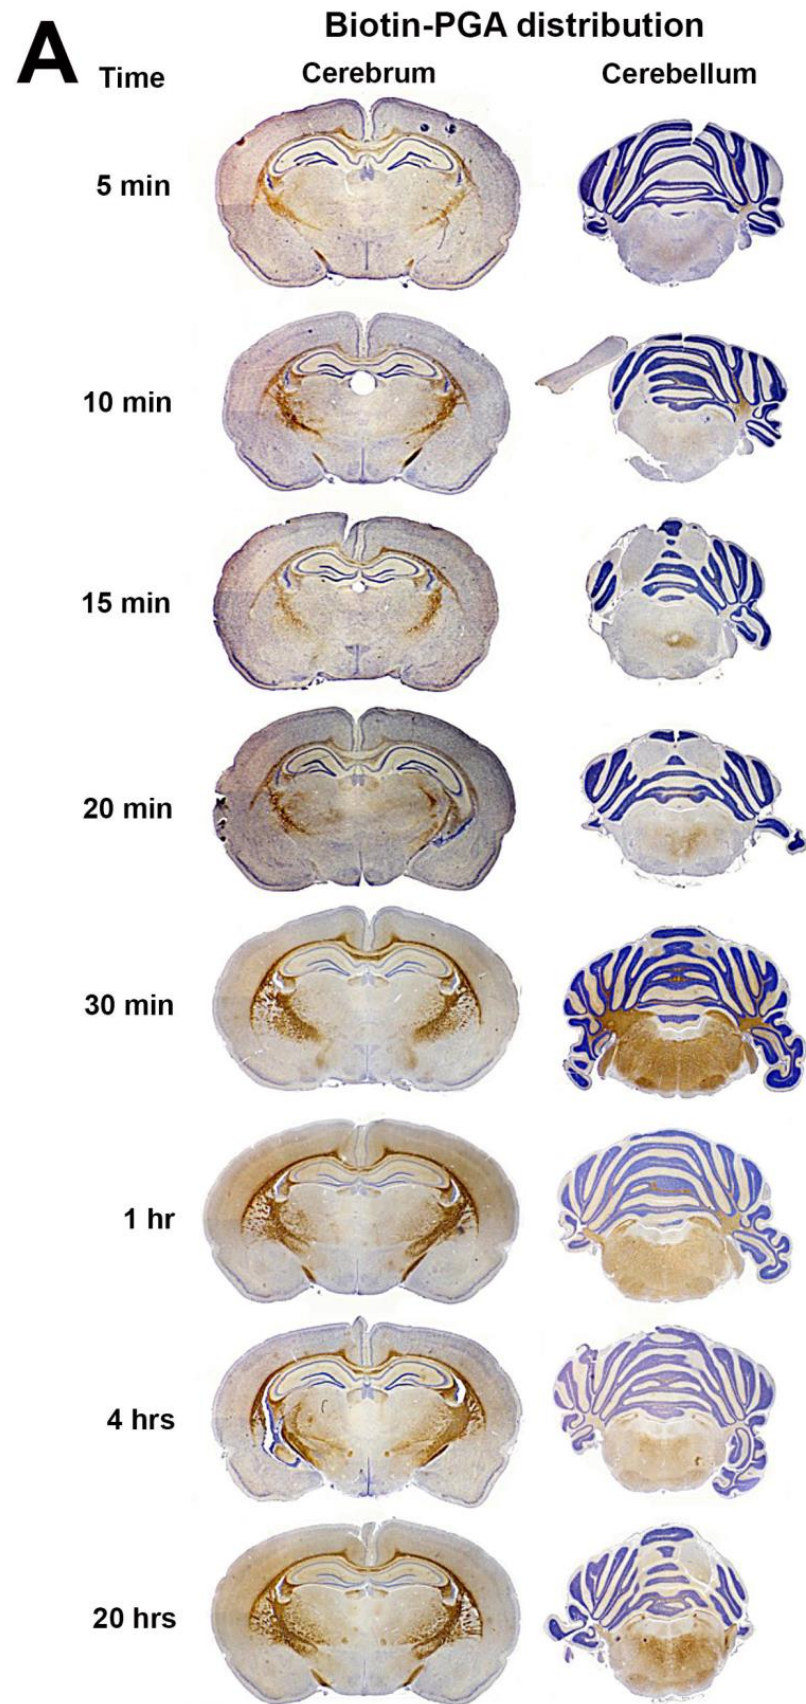 A
Biotin-PGA distribution
Time Cerebrum Cerebellum
5 min
10 min
15 min
20 min
30 min
1 hr
4 hrs
20 hrs